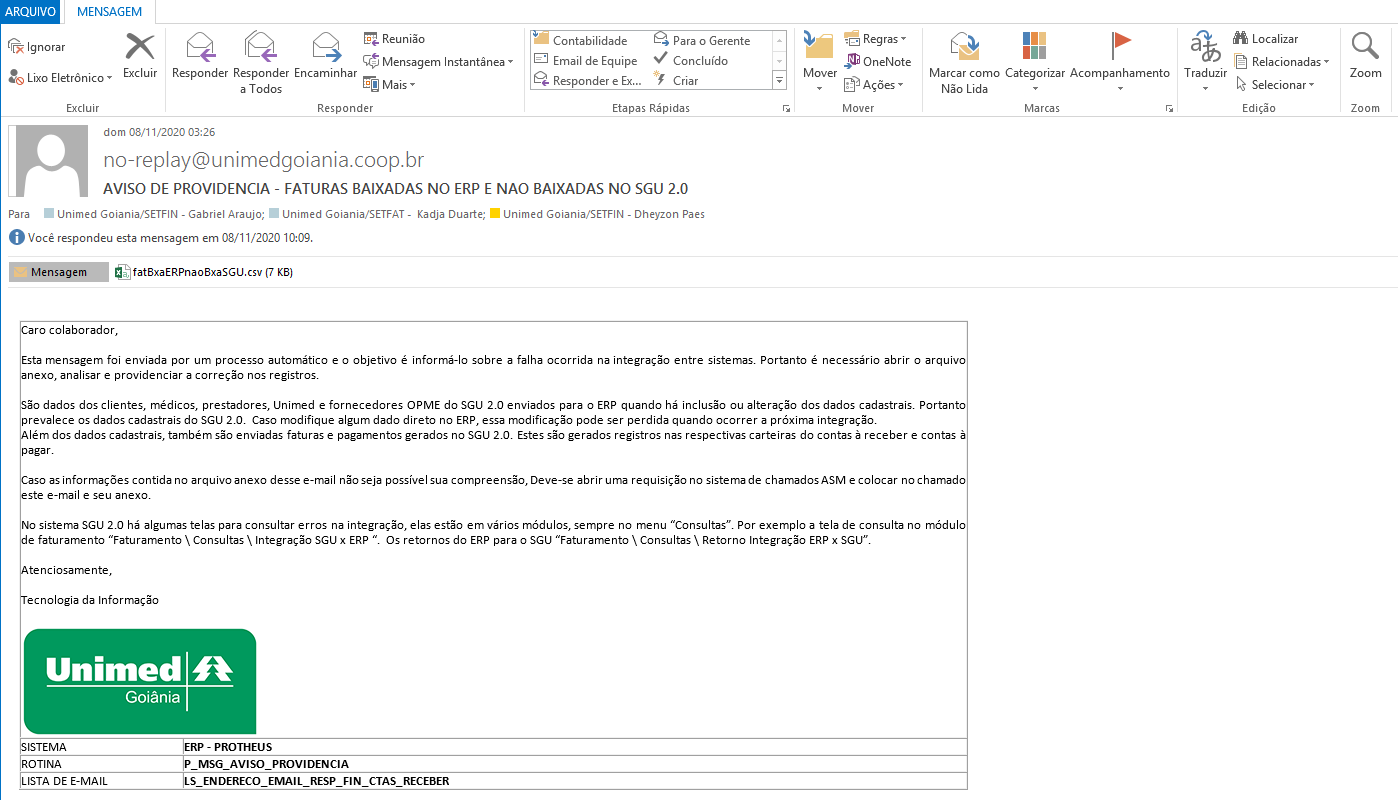 ARQUIVO MENSAGEM
Ignorar
Lixo Eletrônico
Excluir
Excluir
Responder
Responder a Todos
Encaminhar
Reunião
Mensagem Instantânea
Mais
Responder
Contabilidade
Email de Equipe
Responder e Ex...
Para o Gerente
Concluído
Criar
Etapas Rápidas
Mover
Regras
OneNote
Ações
Mover
Marcar como Não Lida
Categorizar
Acompanhamento
Marcas
Traduzir
Localizar
Relacionadas
Selecionar
Edição
Zoom
Zoom
dom 08/11/2020 03:26
no-replay@unimedgoiania.coop.br
AVISO DE PROVIDENCIA - FATURAS BAIXADAS NO ERP E NAO BAIXADAS NO SGU 2.0
Para Unimed Goiania/SETFIN - Gabriel Araujo; Unimed Goiania/SETFAT - Kadja Duarte; Unimed Goiania/SETFIN - Dheyzon Paes
Você respondeu esta mensagem em 08/11/2020 10:09.
Mensagem fatBxaERPnaoBxaSGU.csv (7 KB)
Caro colaborador,
Esta mensagem foi enviada por um processo automático e o objetivo é informá-lo sobre a falha ocorrida na integração entre sistemas. Portanto é necessário abrir o arquivo
anexo, analisar e providenciar a correção nos registros.
São dados dos clientes, médicos, prestadores, Unimed e fornecedores OPME do SGU 2.0 enviados para o ERP quando há inclusão ou alteração dos dados cadastrais. Portanto
prevalece os dados cadastrais do SGU 2.0. Caso modifique algum dado direto no ERP, essa modificação pode ser perdida quando ocorrer a próxima integração.
Além dos dados cadastrais, também são enviadas faturas e pagamentos gerados no SGU 2.0. Estes são gerados registros nas respectivas carteiras do contas à receber e contas à
pagar.
Caso as informações contida no arquivo anexo desse e-mail não seja possível sua compreensão, Deve-se abrir uma requisição no sistema de chamados ASM e colocar no chamado
este e-mail e seu anexo.
No sistema SGU 2.0 há algumas telas para consultar erros na integração, elas estão em vários módulos, sempre no menu “Consultas”. Por exemplo a tela de consulta no módulo
de faturamento “Faturamento \ Consultas \ Integração SGU x ERP “. Os retornos do ERP para o SGU “Faturamento \ Consultas \ Retorno Integração ERP x SGU”.
Atenciosamente,
Tecnologia da Informação
Unimed
Goiânia
SISTEMA ERP - PROTHEUS
ROTINA P_MSG_AVISO_PROVIDENCIA
LISTA DE E-MAIL LS_ENDERECO_EMAIL_RESP_FIN_CTAS_RECEBER